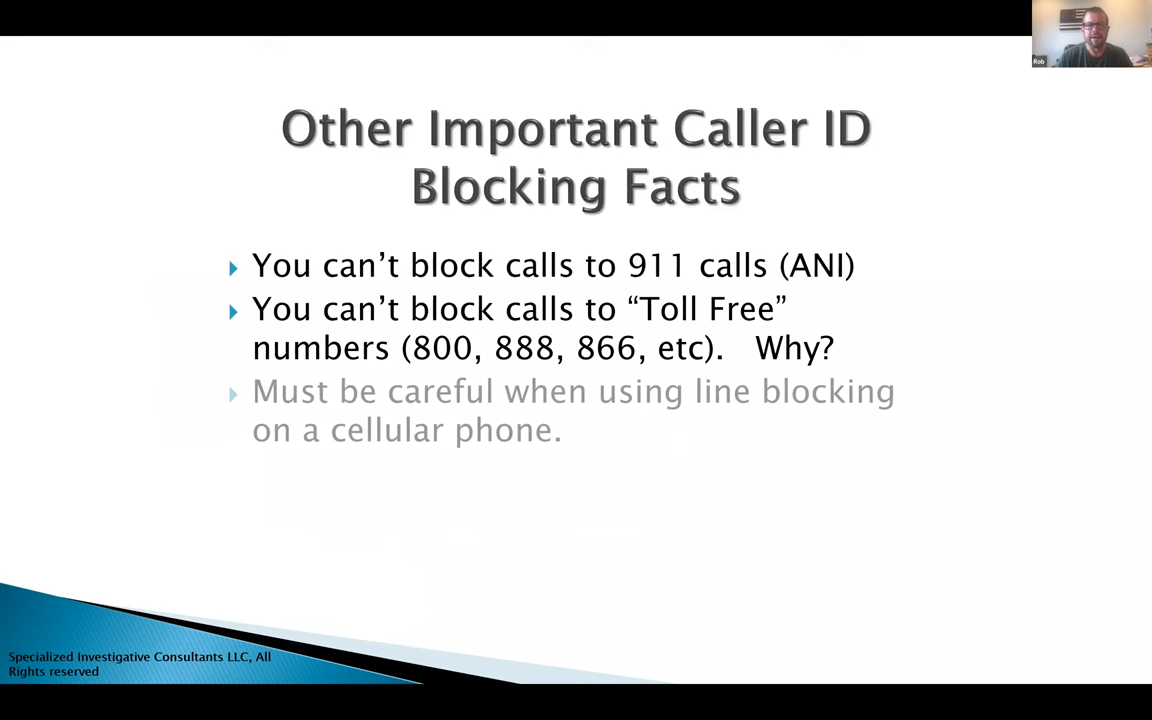 Rob
Other Important Caller ID
Blocking Facts
You can’t block calls to 911 calls (ANI)
You can’t block calls to “Toll Free”
numbers (800, 888, 866, etc). Why?
Must be careful when using line blocking
on a cellular phone.
Specialized Investigative Consultants LLC, All
Rights reserved